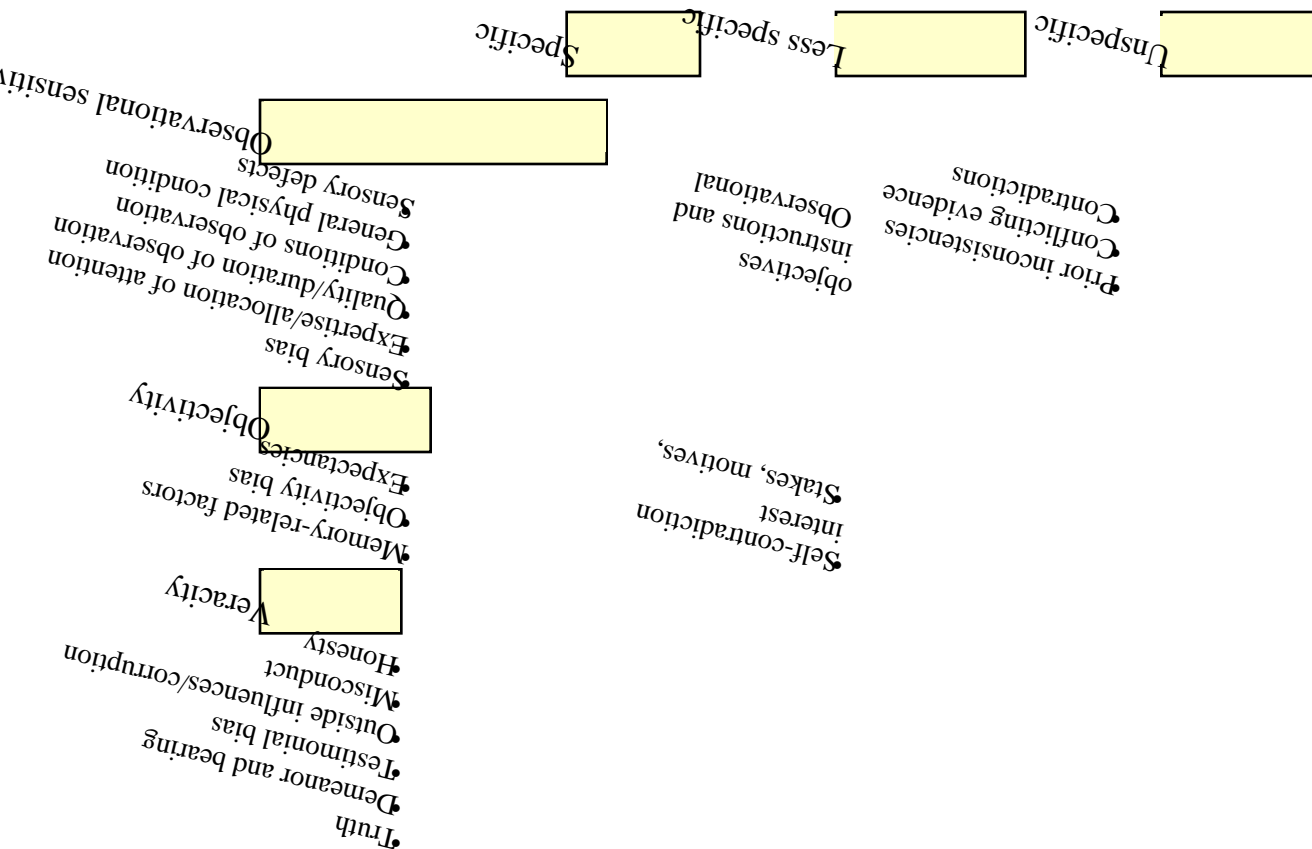 Specific
Less specific
Unspecific
Observational sensitivi
• Sensory defects
• General physical condition
• Conditions of observation
• Quality/duration of observation
• Expertise/allocation of attention
• Sensory bias
Observational
instructions and
objectives
• Contradictions
• Conflicting evidence
• Prior inconsistencies
Objectivity
• Expectancies
• Objectivity bias
• Memory-related factors
• Stakes, motives,
interest
• Self-contradiction
Veracity
• Honesty
• Misconduct
• Outside influences/corruption
• Testimonial bias
• Demeanor and bearing
• Truth